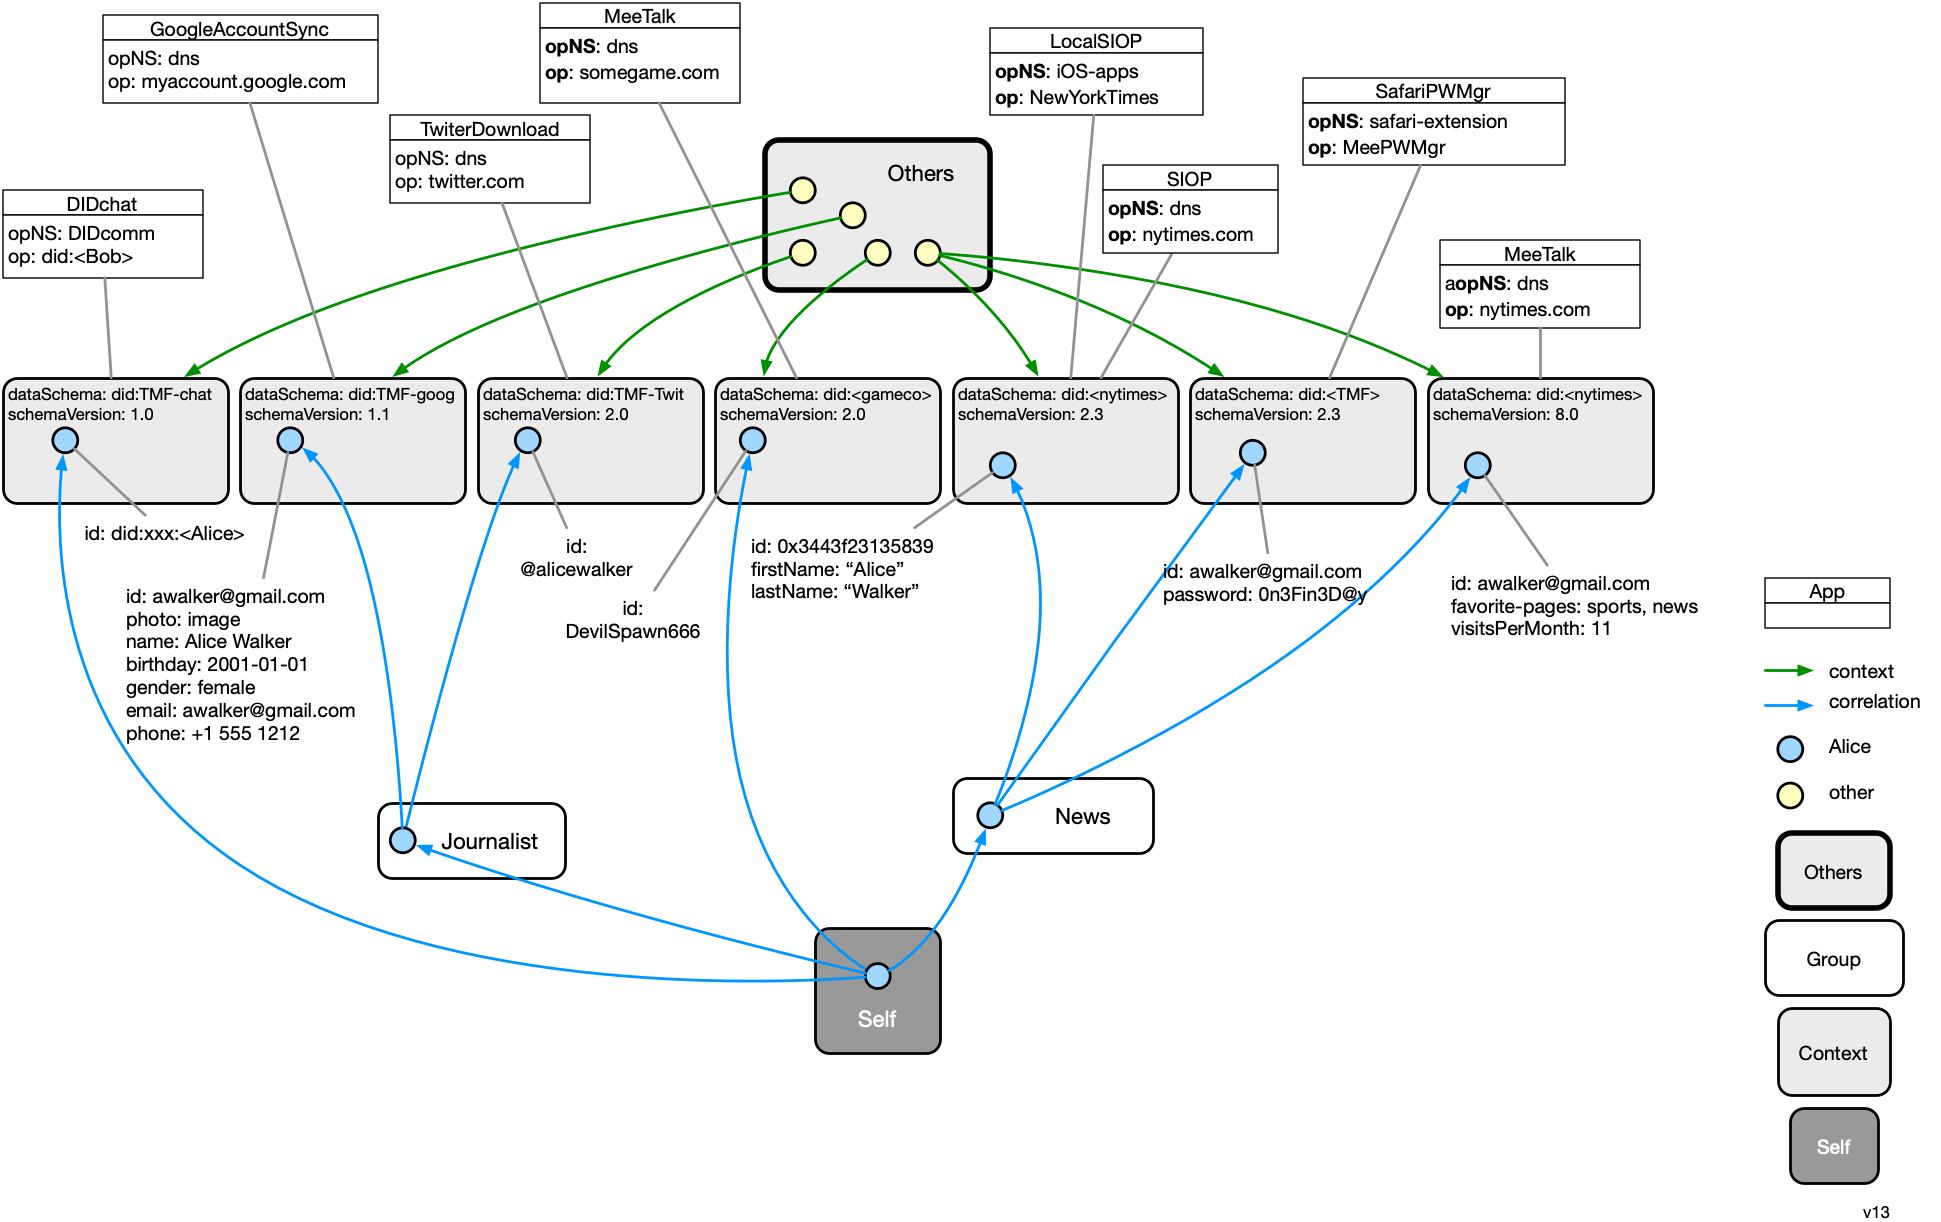 GoogleAccountSync
opNS: dns
op: myaccount.google.com
MeeTalk
opNS: dns
op: somegame.com
LocalSIOP
opNS: iOS-apps
op: NewYorkTimes
SafariPWMgr
opNS: safari-extension
op: MeePWMgr
TwiterDownload
opNS: dns
op: twitter.com
Others
SIOP
opNS: dns
op: nytimes.com
DIDchat
opNS: DIDcomm
op: did:<Bob>
MeeTalk
aopNS: dns
op: nytimes.com
dataSchema: did:TMF-chat
schemaVersion: 1.0
dataSchema: did:TMF-goog
schemaVersion: 1.1
dataSchema: did:TMF-Twit
schemaVersion: 2.0
dataSchema: did:<gameco>
schemaVersion: 2.0
dataSchema: did:<nytimes>
schemaVersion: 2.3
dataSchema: did:<TMF>
schemaVersion: 2.3
dataSchema: did:<nytimes>
schemaVersion: 8.0
id: did:xxx:<Alice>
id: awalker@gmail.com
photo: image
name: Alice Walker
birthday: 2001-01-01
gender: female
email: awalker@gmail.com
phone: +1 555 1212
id:
@alicewalker
id:
DevilSpawn666
id: 0x3443f23135839
firstName: “Alice”
lastName: “Walker”
id: awalker@gmail.com
password: 0n3Fin3D@y
id: awalker@gmail.com
favorite-pages: sports, news
visitsPerMonth: 11
Journalist
News
Self
App
context
correlation
Alice
other
Others
Group
Context
Self
v13